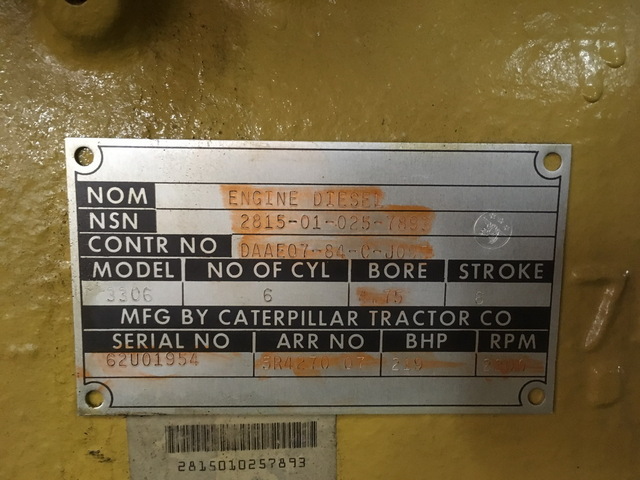 NOM ENGINE DIESEL
NSN 2815-01-025-7893
CONTR NO
MODEL NO OF CYL BORE STROKE
3306 6
MFG BY CATERPILLAR TRACTOR CO
SERIAL NO ARR NO BHP RPM
62U01954
2815010257893